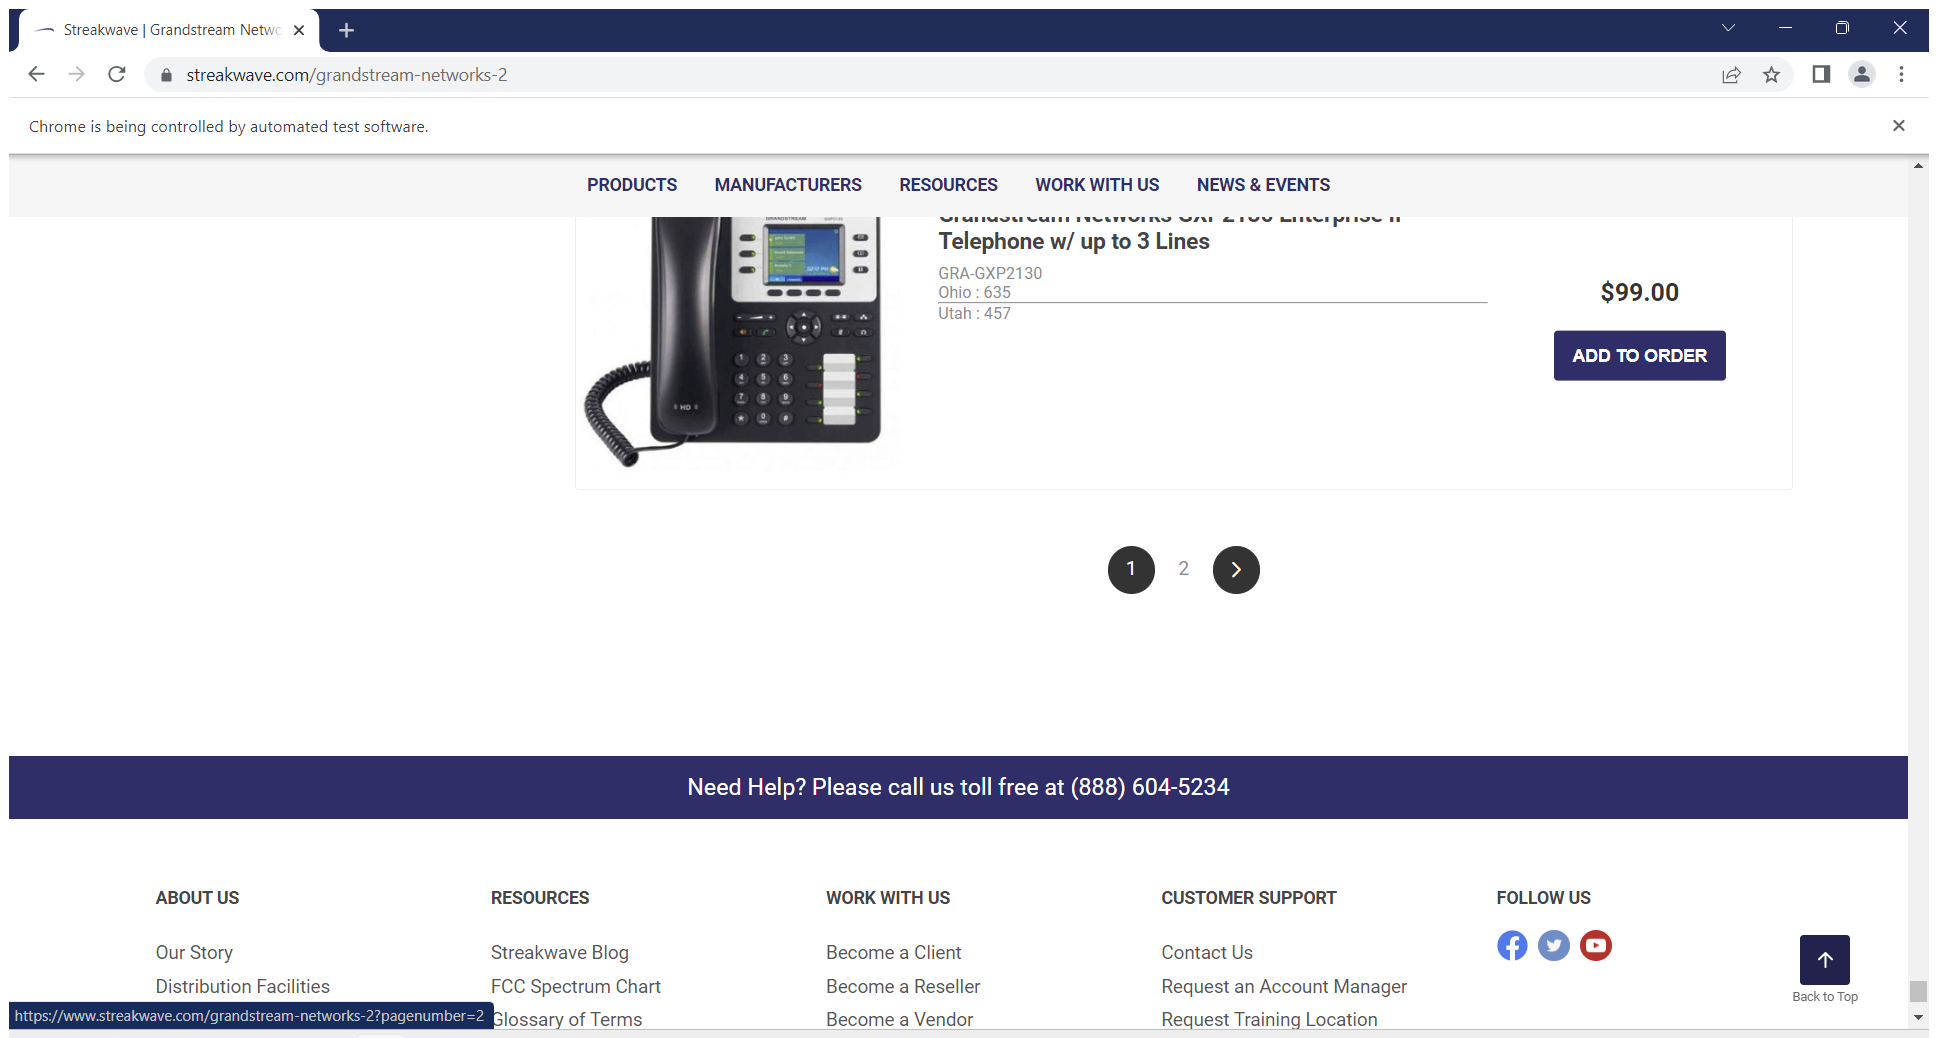 Streakwave | Grandstream Netwo
streakwave.com/grandstream-networks-2
Chrome is being controlled by automated test software.
PRODUCTS MANUFACTURERS RESOURCES WORK WITH US NEWS & EVENTS
Grandstream Networks GXP2130 Enterprise IP
Telephone w/ up to 3 Lines
GRA-GXP2130
Ohio : 635
Utah : 457
$99.00
ADD TO ORDER
1 2
Need Help? Please call us toll free at (888) 604-5234
ABOUT US RESOURCES WORK WITH US CUSTOMER SUPPORT FOLLOW US
Our Story Streakwave Blog Become a Client Contact Us
Distribution Facilities FCC Spectrum Chart Become a Reseller Request an Account Manager
Back to Top
https://www.streakwave.com/grandstream-networks-2?pagenumber=2 Glossary of Terms Become a Vendor Request Training Location